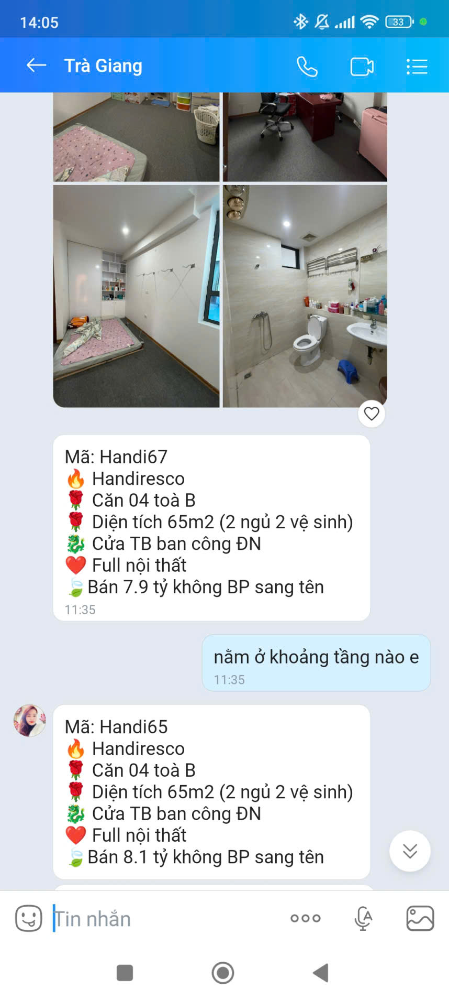 14:05
33
Trà Giang
Mã: Handi67
🔥 Handiresco
🌹 Căn 04 toà B
🌹 Diện tích 65m2 (2 ngủ 2 vệ sinh)
🐉 Cửa TB ban công ĐN
❤️ Full nội thất
🍃Bán 7.9 tỷ không BP sang tên
11:35
nằm ở khoảng tầng nào e
11:35
Mã: Handi65
🔥 Handiresco
🌹 Căn 04 toà B
🌹 Diện tích 65m2 (2 ngủ 2 vệ sinh)
🐉 Cửa TB ban công ĐN
❤️ Full nội thất
🍃Bán 8.1 tỷ không BP sang tên
Tin nhắn